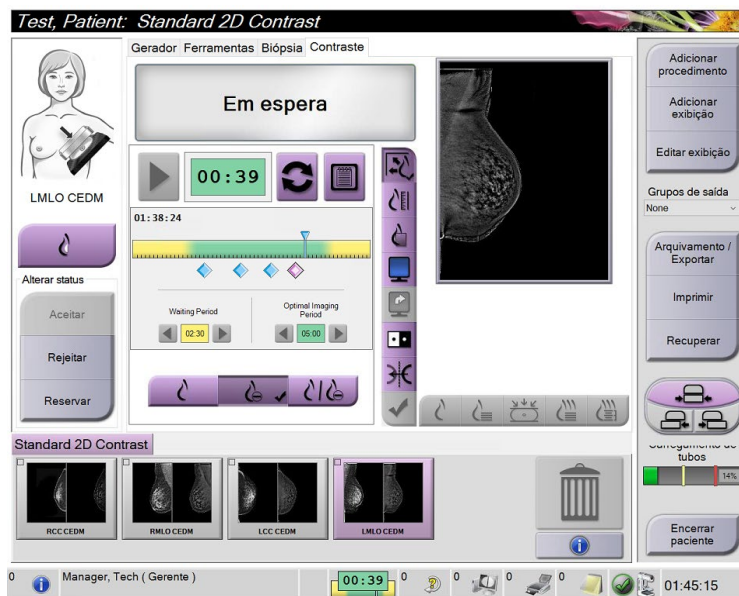 Test, Patient: Standard 2D Contrast
Gerador Ferramentas Biópsia Contraste
Em espera
00:39
LMLO CEDM
01:38:24
Waiting Period
Optimal Imaging
Period
02:30
05:00
Alterar status
Aceitar
Rejeitar
Reservar
Adicionar
procedimento
Adicionar
exibição
Editar exibição
Grupos de saída
None
Arquivamento /
Exportar
Imprimir
Recuperar
tubos
14%
Encerrar
paciente
Standard 2D Contrast
RCC CEDM
RMLO CEDM
LCC CEDM
LMLO CEDM
0
Manager, Tech ( Gerente )
00:39
0
0
0
0
01:45:15